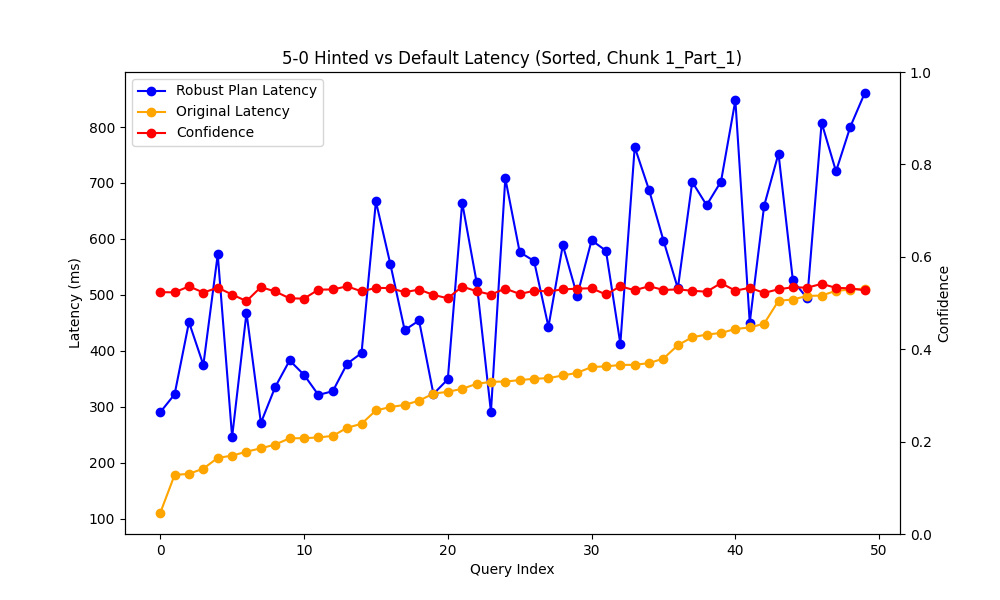 5-0 Hinted vs Default Latency (Sorted, Chunk 1_Part_1)
Robust Plan Latency
Original Latency
Confidence
Latency (ms)
800
700
600
500
400
300
200
100
1.0
0.8
0.6
0.4
0.2
0.0
Confidence
0 10 20 30 40 50
Query Index